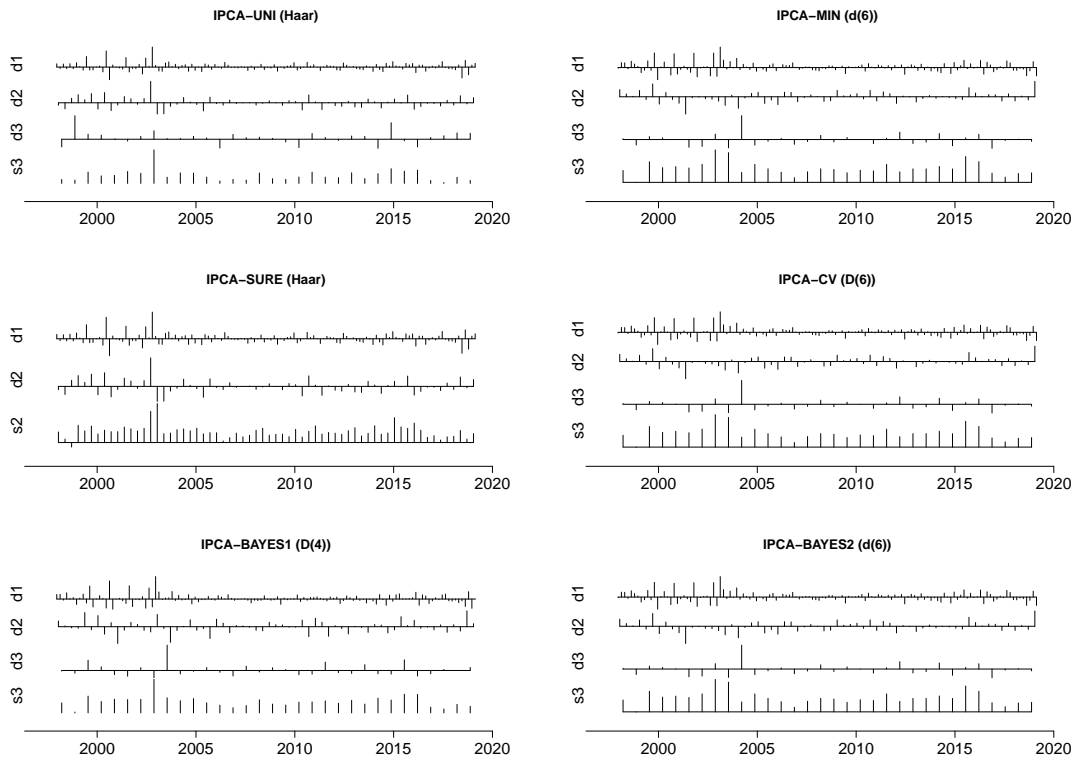 IPCA−UNI (Haar)
d1
d2
d3
s3
2000 2005 2010 2015 2020
IPCA−MIN (d(6))
d1
d2
d3
s3
2000 2005 2010 2015 2020
IPCA−SURE (Haar)
d1
d2
s2
2000 2005 2010 2015 2020
IPCA−CV (D(6))
d1
d2
d3
s3
2000 2005 2010 2015 2020
IPCA−BAYES1 (D(4))
d1
d2
d3
s3
2000 2005 2010 2015 2020
IPCA−BAYES2 (d(6))
d1
d2
d3
s3
2000 2005 2010 2015 2020